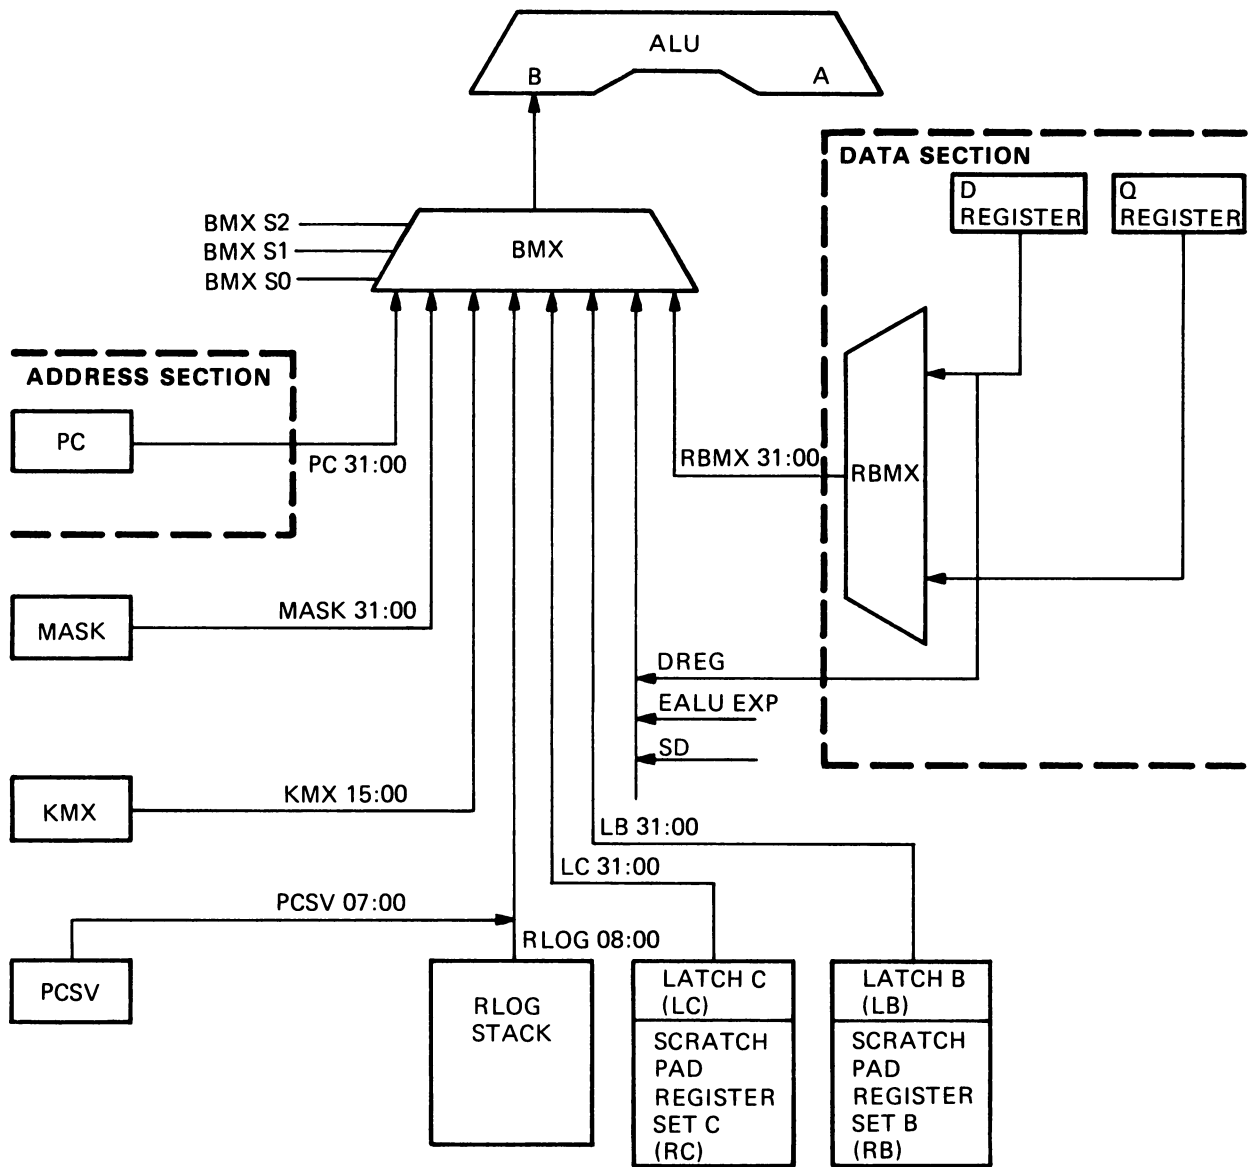 ALU
B
A
DATA SECTION
D
REGISTER
Q
REGISTER
BMX S2
BMX S1
BMX S0
BMX
ADDRESS SECTION
PC
PC 31:00
RBMX 31:00
RBMX
MASK
MASK 31:00
DREG
EALU EXP
SD
KMX
KMX 15:00
LB 31:00
LC 31:00
PCSV 07:00
RLOG 08:00
PCSV
RLOG
STACK
LATCH C
(LC)
SCRATCH
PAD
REGISTER
SET C
(RC)
LATCH B
(LB)
SCRATCH
PAD
REGISTER
SET B
(RB)